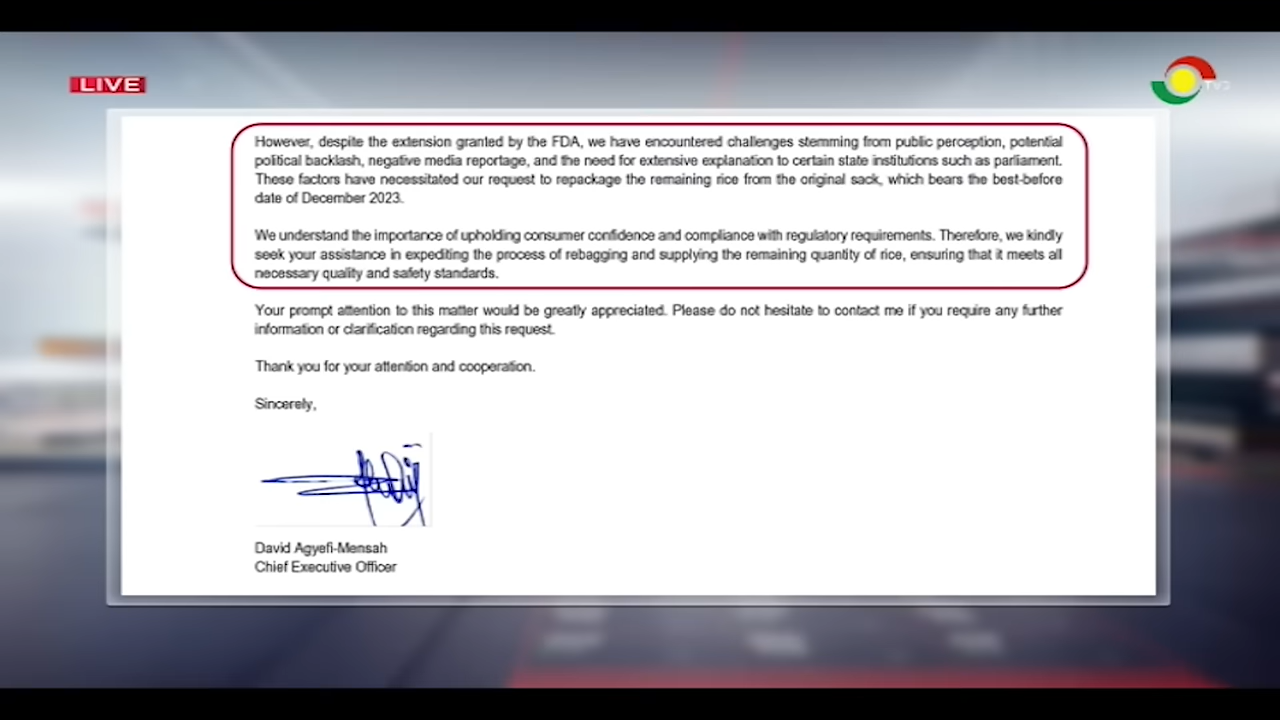 LIVE
TV3
However, despite the extension granted by the FDA, we have encountered challenges stemming from public perception, potential
political backlash, negative media reportage, and the need for extensive explanation to certain state institutions such as parliament.
These factors have necessitated our request to repackage the remaining rice from the original sack, which bears the best-before
date of December 2023.
We understand the importance of upholding consumer confidence and compliance with regulatory requirements. Therefore, we kindly
seek your assistance in expediting the process of rebagging and supplying the remaining quantity of rice, ensuring that it meets all
necessary quality and safety standards.
Your prompt attention to this matter would be greatly appreciated. Please do not hesitate to contact me if you require any further
information or clarification regarding this request.
Thank you for your attention and cooperation.
Sincerely,
David Agyefi-Mensah
Chief Executive Officer